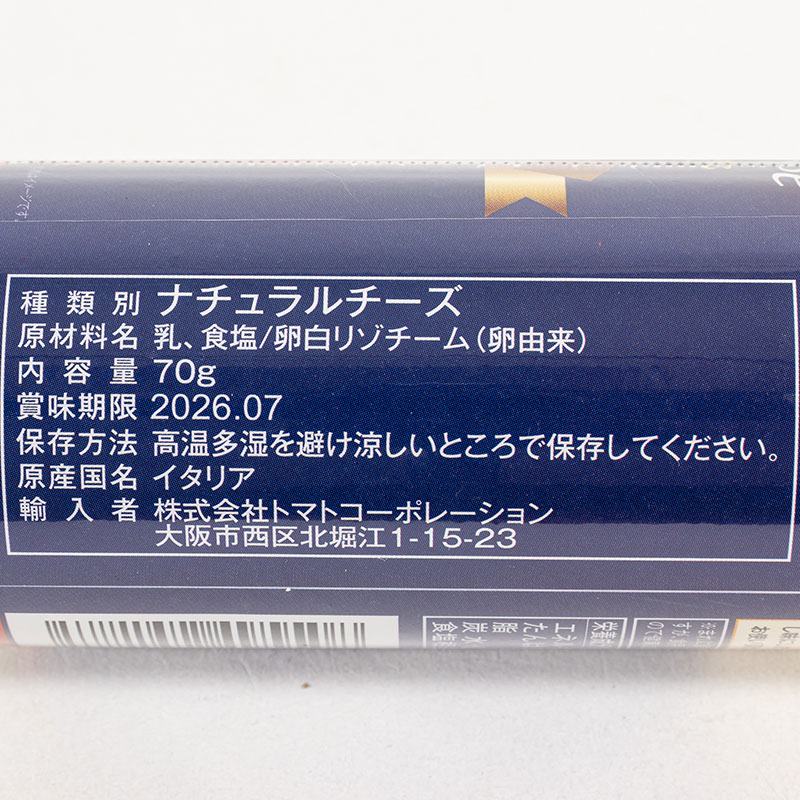 種類別 ナチュラルチーズ
原材料名 乳、食塩/卵白リゾチーム(卵由来)
内容量 70g
賞味期限 2026.07
保存方法 高温多湿を避け涼しいところで保存してください。
原産国名 イタリア
輸入者 株式会社トマトコーポレーション
大阪市西区北堀江1-15-23